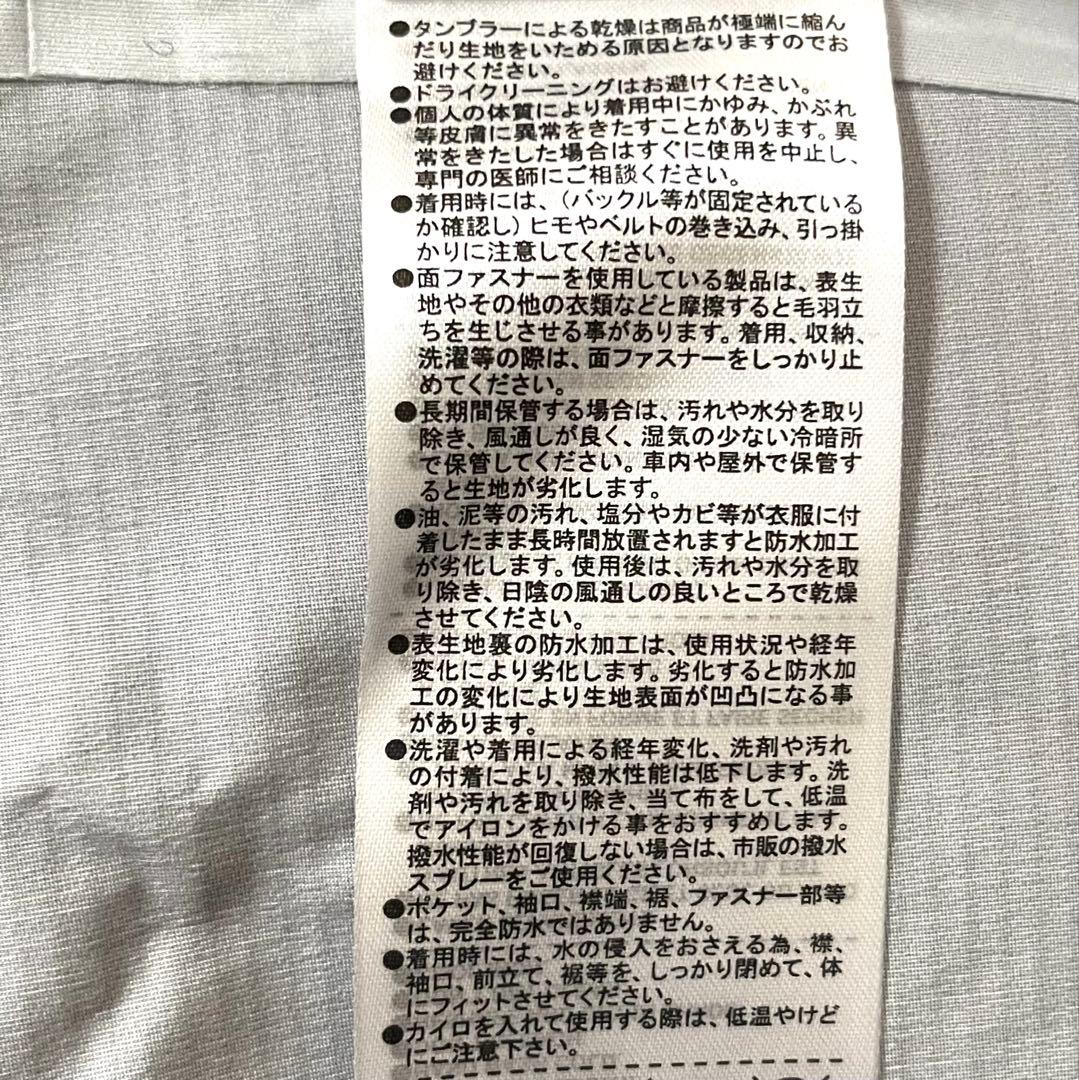 ●タンブラーによる乾燥は商品が極端に縮ん
だり生地をいためる原因となりますのでお
避けください。
●ドライクリーニングはお避けください。
●個人の体質により着用中にかゆみ、かぶれ
等皮膚に異常をきたすことがあります。異
常をきたした場合はすぐに使用を中止し、
専門の医師にご相談ください。
●着用時には、（バックル等が固定されている
か確認し）ヒモやベルトの巻き込み、引っ掛
かりに注意してください。
●面ファスナーを使用している製品は、表生
地やその他の衣類などと摩擦すると毛羽立
ちを生じさせる事があります。着用、収納、
洗濯等の際は、面ファスナーをしっかり止
めてください。
●長期間保管する場合は、汚れや水分を取り
除き、風通しが良く、湿気の少ない冷暗所
で保管してください。車内や屋外で保管す
ると生地が劣化します。
●油、泥等の汚れ、塩分やカビ等が衣服に付
着したまま長時間放置されますと防水加工
が劣化します。使用後は、汚れや水分を取
り除き、日陰の風通しの良いところで乾燥
させてください。
●表生地裏の防水加工は、使用状況や経年
変化により劣化します。劣化すると防水加
工の変化により生地表面が凹凸になる事
があります。
●洗濯や着用による経年変化、洗剤や汚れ
の付着により、撥水性能は低下します。洗
剤や汚れを取り除き、当て布をして、低温
でアイロンをかける事をおすすめします。
撥水性能が回復しない場合は、市販の撥水
スプレーをご使用ください。
●ポケット、袖口、襟端、裾、ファスナー部等
は、完全防水ではありません。
●着用時には、水の侵入をおさえる為、襟、
袖口、前立て、裾等を、しっかり閉めて、体
にフィットさせてください。
●カイロを入れて使用する際は、低温やけど
にご注意下さい。